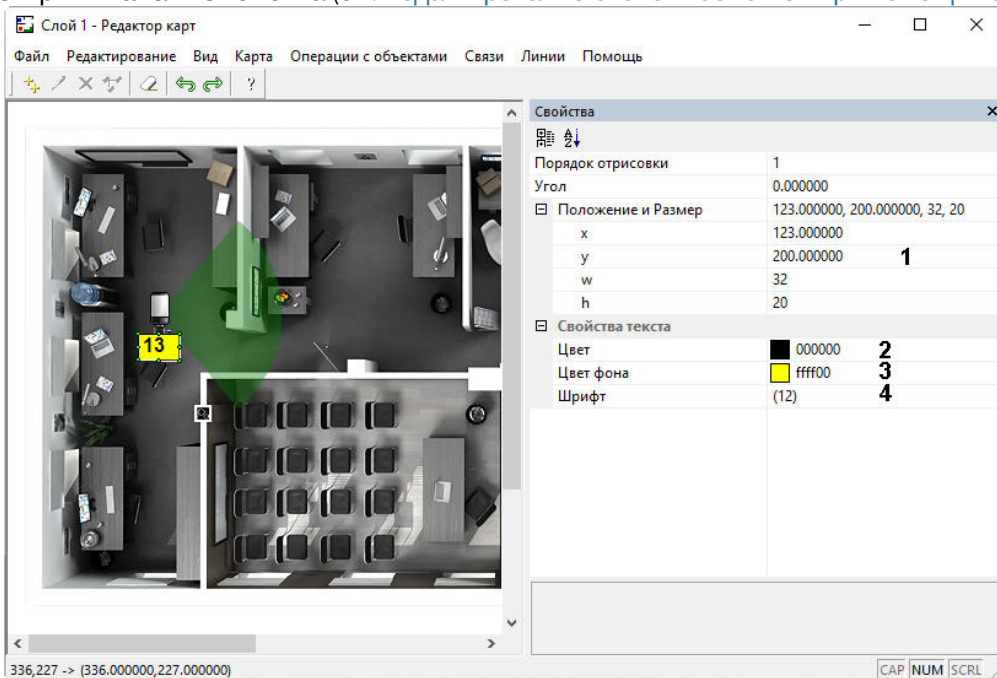 Слой 1 - Редактор карт
Файл Редактирование Вид Карта Операции с объектами Связи Линии Помощь
?
Свойства
Порядок отрисовки 1
Угол 0.000000
Положение и Размер 123.000000, 200.000000, 32, 20
x 123.000000
y 200.000000 1
w 32
h 20
Свойства текста
Цвет 000000 2
Цвет фона ffff00 3
Шрифт (12) 4
13
336,227 -> (336.000000,227.000000)
CAP NUM SCRL